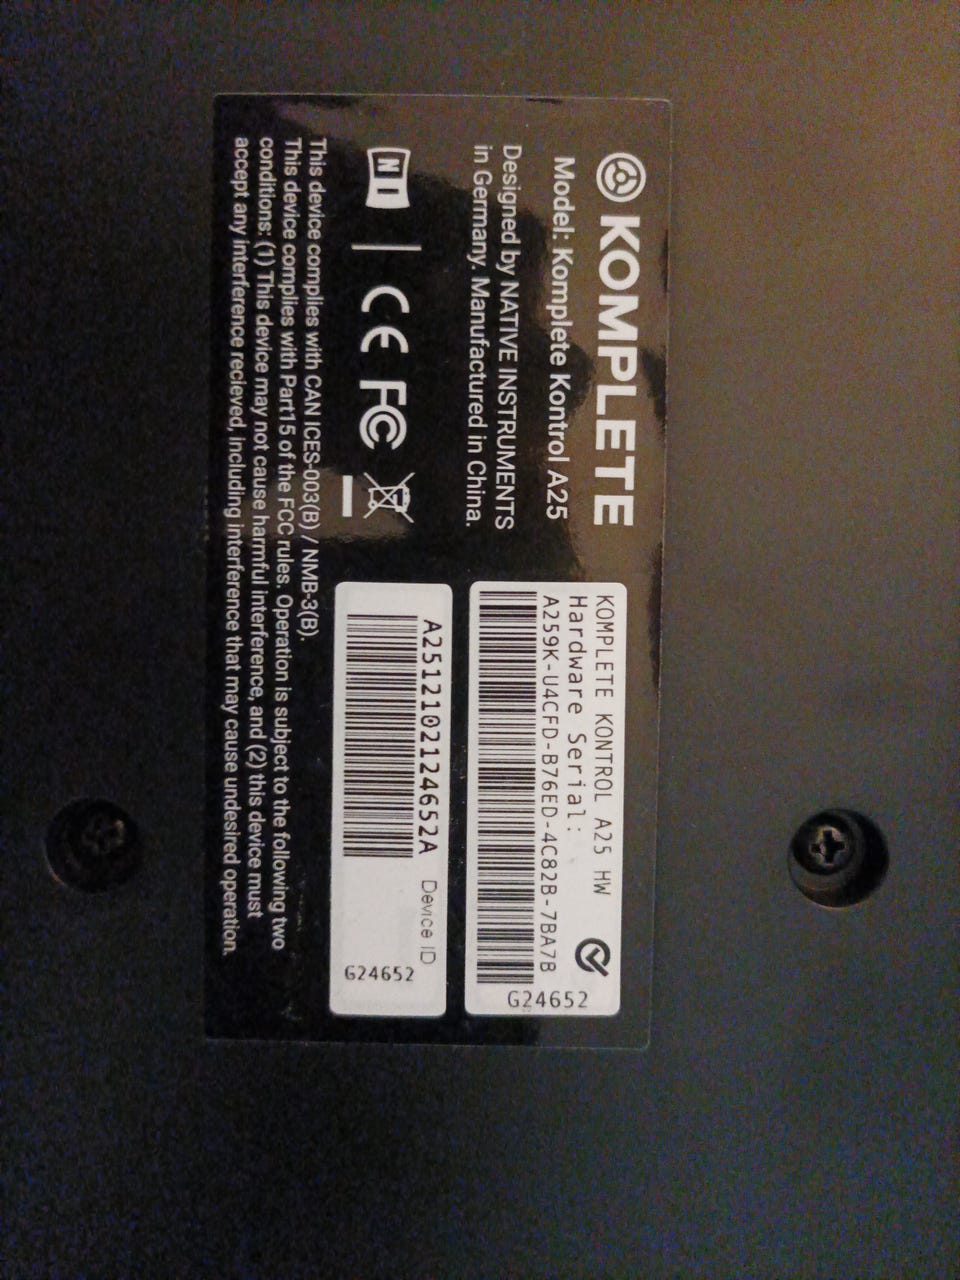 KOMPLETE
Model: Komplete Kontrol A25
Designed by NATIVE INSTRUMENTS
in Germany. Manufactured in China.
NI
CE FC
This device complies with CAN ICES-003(B) / NMB-3(B).
This device complies with Part15 of the FCC rules. Operation is subject to the following two
conditions: (1) This device may not cause harmful interference, and (2) this device must
accept any interference recieved, including interference that may cause undesired operation.
KOMPLETE KONTROL A25 HW
Hardware Serial:
A259K-U4CFD-B76ED-4C82B-7BA7B
G24652
A2512102124652A Device ID
G24652